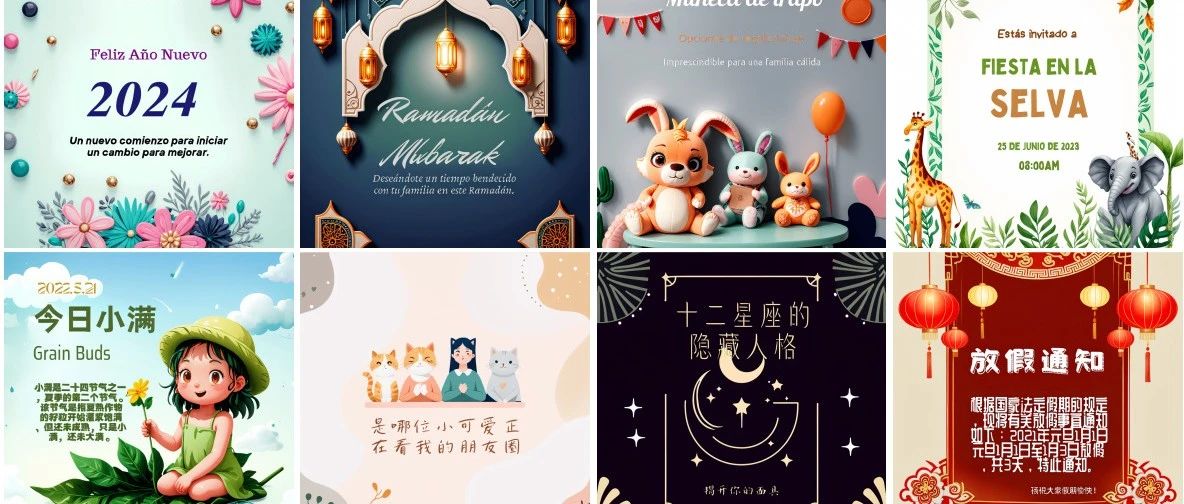 Feliz Año Nuevo
2024
Un nuevo comienzo para iniciar
un cambio para mejorar.
Ramadán
Mubarak
Deseándote un tiempo bendecido
con tu familia en este Ramadán.
Muñeca de trapo
Imprescindible para una familia cálida
Estás invitado a
FIESTA EN LA
SELVA
25 DE JUNIO DE 2023
08:00AM
2022.5.21
今日小满
Grain Buds
小满是二十四节气之一
,夏季的第二个节气。
该节气是指夏热作物
的籽粒开始灌浆饱满
、但还未成熟,只是小
满,还未大满。
是哪位小可爱正
在看我的朋友圈
十二星座的
隐藏人格
揭开你的面具
放假通知
根据国家法定假期的规定
,现将有关放假事宜通知
如下:2021年元旦1月1日
元旦1月1日至1月3日放假
,共3天,特此通知。
祝大家假期愉快!